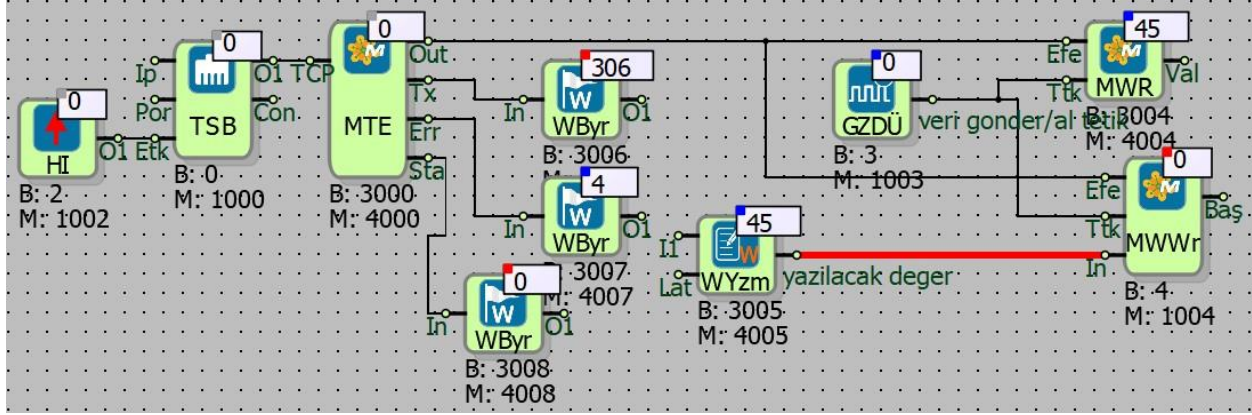 0
HI
O1
B: 2
M: 1002
0
Ip
Por
Etk
TSB
O1
Con
B: 0
M: 1000
0
TCP
MTE
Out
Tx
Err
Sta
B: 3000
M: 4000
306
In
WByr
O1
B: 3006
4
In
WByr
O1
B: 3007
M: 4007
0
In
WByr
O1
B: 3008
M: 4008
0
GZDÜ
veri gonder/al tetik
B: 3
M: 1003
45
I1
Lat
WYzm
yazilacak deger
B: 3005
M: 4005
45
Efe
Ttk
MWR
Val
B: 3004
M: 4004
0
Efe
Ttk
In
MWWr
Baş
B: 4
M: 1004